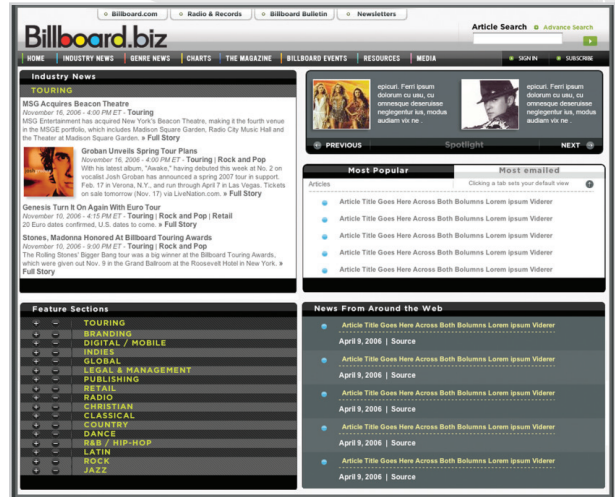 Billboard.com
Radio & Records
Billboard Bulletin
Newsletters
Billboard.biz
Article Search
Advance Search
HOME
INDUSTRY NEWS
GENRE NEWS
CHARTS
THE MAGAZINE
BILLBOARD EVENTS
RESOURCES
MEDIA
SIGN IN
SUBSCRIBE
Industry News
TOURING
MSG Acquires Beacon Theatre
November 16, 2006 - 4:00 PM ET - Touring
MSG Entertainment has acquired New York's Beacon Theatre, making it the fourth venue
in the MSGE portfolio, which includes Madison Square Garden, Radio City Music Hall and
the Theater at Madison Square Garden. » Full Story
Groban Unveils Spring Tour Plans
November 16, 2006 - 4:00 PM ET - Touring | Rock and Pop
With his latest album, "Awake," having debuted this week at No. 2 on
vocalist Josh Groban has announced a spring 2007 tour in support.
Feb. 17 in Verona, N.Y., and run through April 7 in Las Vegas. Tickets
on sale tomorrow (Nov. 17) via LiveNation.com. » Full Story
Genesis Turn It On Again With Euro Tour
November 10, 2006 - 4:15 PM ET - Touring | Rock and Pop | Retail
20 Euro dates confirmed, U.S. dates to come. » Full Story
Stones, Madonna Honored At Billboard Touring Awards
November 10, 2006 - 9:00 PM ET - Touring | Rock and Pop
The Rolling Stones' Bigger Bang tour was a big winner at the Billboard Touring Awards,
which were given out Nov. 9 in the Grand Ballroom at the Roosevelt Hotel in New York. »
Full Story
epicuri. Ferri ipsum
dolorum cu usu, cu
omnesque deseruisse
neglegentur ius, modus
audiam vix ne .
epicuri. Ferri ipsum
dolorum cu usu, cu
omnesque deseruisse
neglegentur ius, modus
audiam vix ne .
PREVIOUS
Spotlight
NEXT
Most Popular
Most emailed
Articles
Clicking a tab sets your default view
Article Title Goes Here Across Both Bolumns Lorem ipsum Viderer
Article Title Goes Here Across Both Bolumns Lorem ipsum Viderer
Article Title Goes Here Across Both Bolumns Lorem ipsum Viderer
Article Title Goes Here Across Both Bolumns Lorem ipsum Viderer
Article Title Goes Here Across Both Bolumns Lorem ipsum Viderer
Feature Sections
TOURING
BRANDING
DIGITAL / MOBILE
INDIES
GLOBAL
LEGAL & MANAGEMENT
PUBLISHING
RETAIL
RADIO
CHRISTIAN
CLASSICAL
COUNTRY
DANCE
R&B / HIP-HOP
LATIN
ROCK
JAZZ
News From Around the Web
Article Title Goes Here Across Both Bolumns Lorem ipsum Viderer
April 9, 2006 | Source
Article Title Goes Here Across Both Bolumns Lorem ipsum Viderer
April 9, 2006 | Source
Article Title Goes Here Across Both Bolumns Lorem ipsum Viderer
April 9, 2006 | Source
Article Title Goes Here Across Both Bolumns Lorem ipsum Viderer
April 9, 2006 | Source
Article Title Goes Here Across Both Bolumns Lorem ipsum Viderer
April 9, 2006 | Source